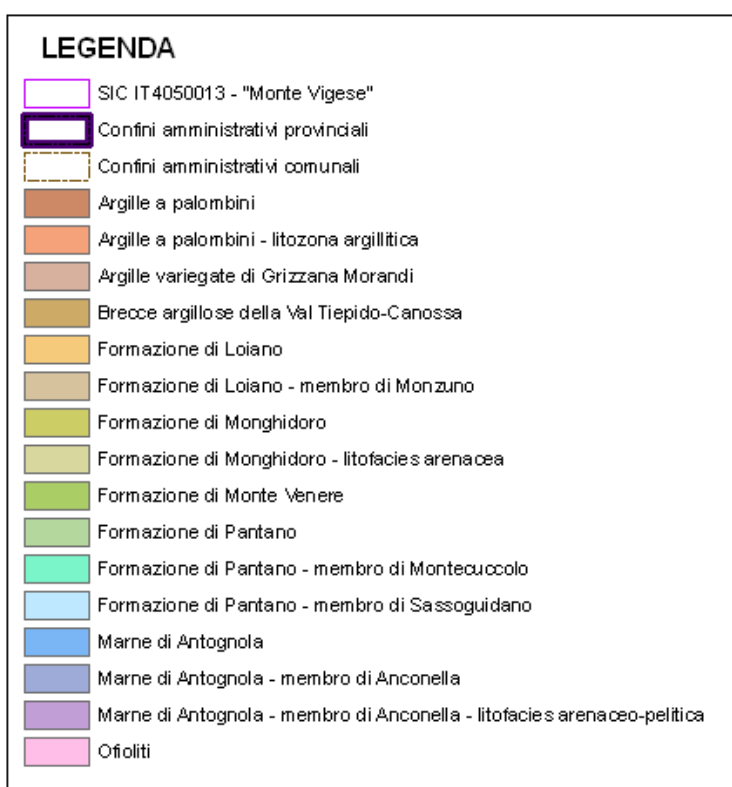 LEGENDA
SIC IT4050013 - "Monte Vigese"
Confini amministrativi provinciali
Confini amministrativi comunali
Argille a palombini
Argille a palombini - litozona argillitica
Argille variegate di Grizzana Morandi
Brecce argillose della Val Tiepido-Canossa
Formazione di Loiano
Formazione di Loiano - membro di Monzuno
Formazione di Monghidoro
Formazione di Monghidoro - litofacies arenacea
Formazione di Monte Venere
Formazione di Pantano
Formazione di Pantano - membro di Montecuccolo
Formazione di Pantano - membro di Sassoguidano
Marne di Antognola
Marne di Antognola - membro di Anconella
Marne di Antognola - membro di Anconella - litofacies arenaceo-pelitica
Ofioliti